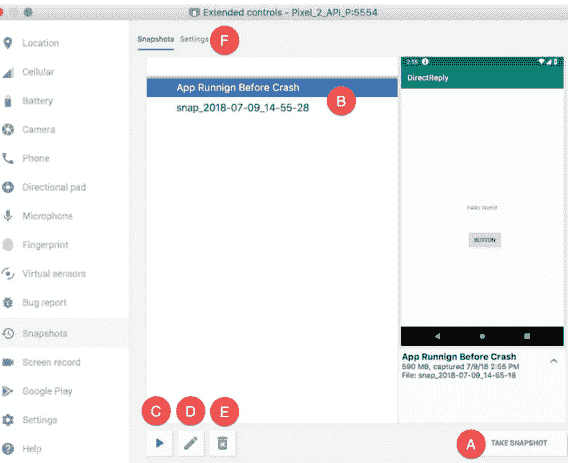 Extended controls - Pixel_2_API_P:5554
Location
Cellular
Battery
Camera
Phone
Directional pad
Microphone
Fingerprint
Virtual sensors
Bug report
Snapshots
Screen record
Google Play
Settings
Help
Snapshots Settings F
App Runnign Before Crash
B
snap_2018-07-09_14-55-28
DirectReply
Hello World!
BUTTON
App Runnign Before Crash
590 MB, captured 7/9/18 2:55 PM
File: snap_2018-07-09_14-55-18
C D E
A TAKE SNAPSHOT